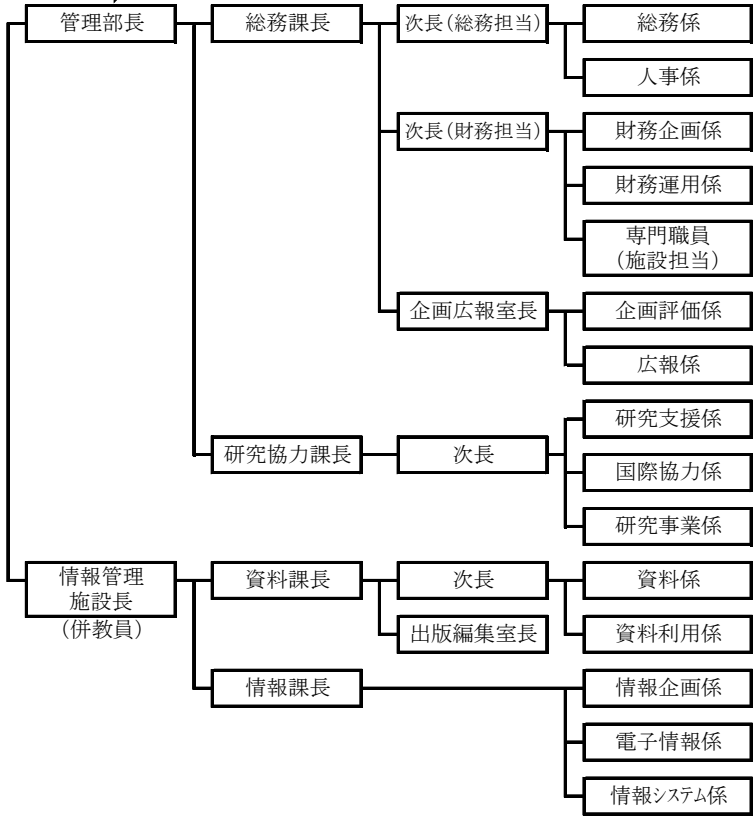 管理部長
総務課長
次長（総務担当）
総務係
人事係
次長（財務担当）
財務企画係
財務運用係
専門職員
（施設担当）
企画広報室長
企画評価係
広報係
研究協力課長
次長
研究支援係
国際協力係
研究事業係
情報管理
施設長
（併教員）
資料課長
次長
資料係
出版編集室長
資料利用係
情報課長
情報企画係
電子情報係
情報システム係